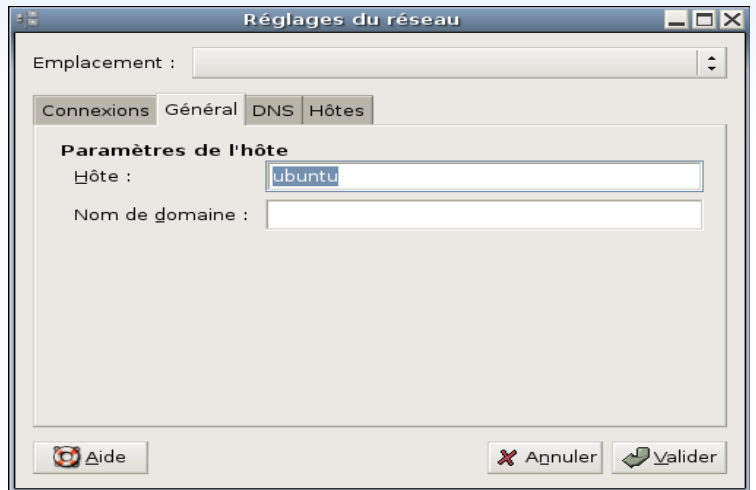 Réglages du réseau
Emplacement :
Connexions Général DNS Hôtes
Paramètres de l'hôte
Hôte : ubuntu
Nom de domaine :
Aide Annuler Valider